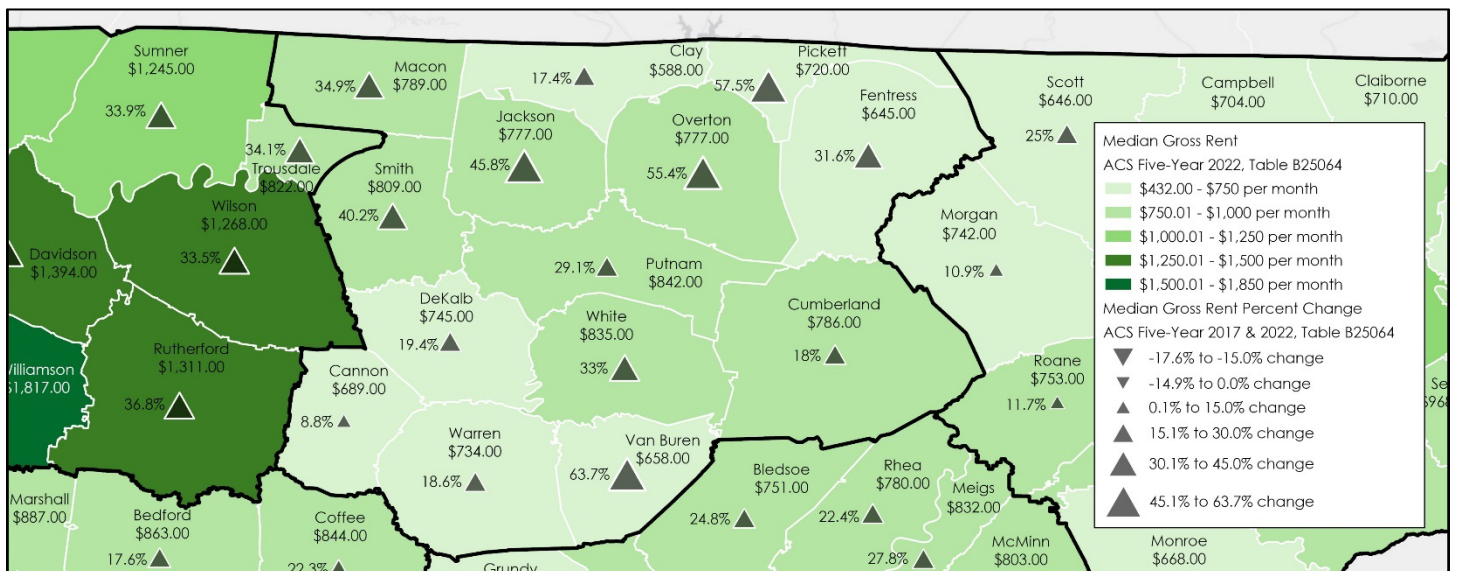 Sumner
$1,245.00
33.9%
Macon
$789.00
34.9%
Clay
$588.00
17.4%
Pickett
$720.00
57.5%
Fentress
$645.00
31.6%
Scott
$646.00
25%
Campbell
$704.00
Claiborne
$710.00
Jackson
$777.00
45.8%
Overton
$777.00
55.4%
34.1%
Trousdale
$822.00
Smith
$809.00
40.2%
Wilson
$1,268.00
33.5%
Davidson
$1,394.00
Morgan
$742.00
10.9%
29.1%
Putnam
$842.00
DeKalb
$745.00
19.4%
White
$835.00
33%
Cumberland
$786.00
18%
Rutherford
$1,311.00
36.8%
Williamson
$1,817.00
Cannon
$689.00
8.8%
Roane
$753.00
11.7%
Warren
$734.00
18.6%
Van Buren
$658.00
63.7%
Bledsoe
$751.00
24.8%
Rhea
$780.00
22.4%
Meigs
$832.00
27.8%
McMinn
$803.00
Monroe
$668.00
Marshall
$887.00
Bedford
$863.00
17.6%
Coffee
$844.00
22.3%
Grundy
Se
$968
Median Gross Rent
ACS Five-Year 2022, Table B25064
$432.00 - $750 per month
$750.01 - $1,000 per month
$1,000.01 - $1,250 per month
$1,250.01 - $1,500 per month
$1,500.01 - $1,850 per month
Median Gross Rent Percent Change
ACS Five-Year 2017 & 2022, Table B25064
-17.6% to -15.0% change
-14.9% to 0.0% change
0.1% to 15.0% change
15.1% to 30.0% change
30.1% to 45.0% change
45.1% to 63.7% change